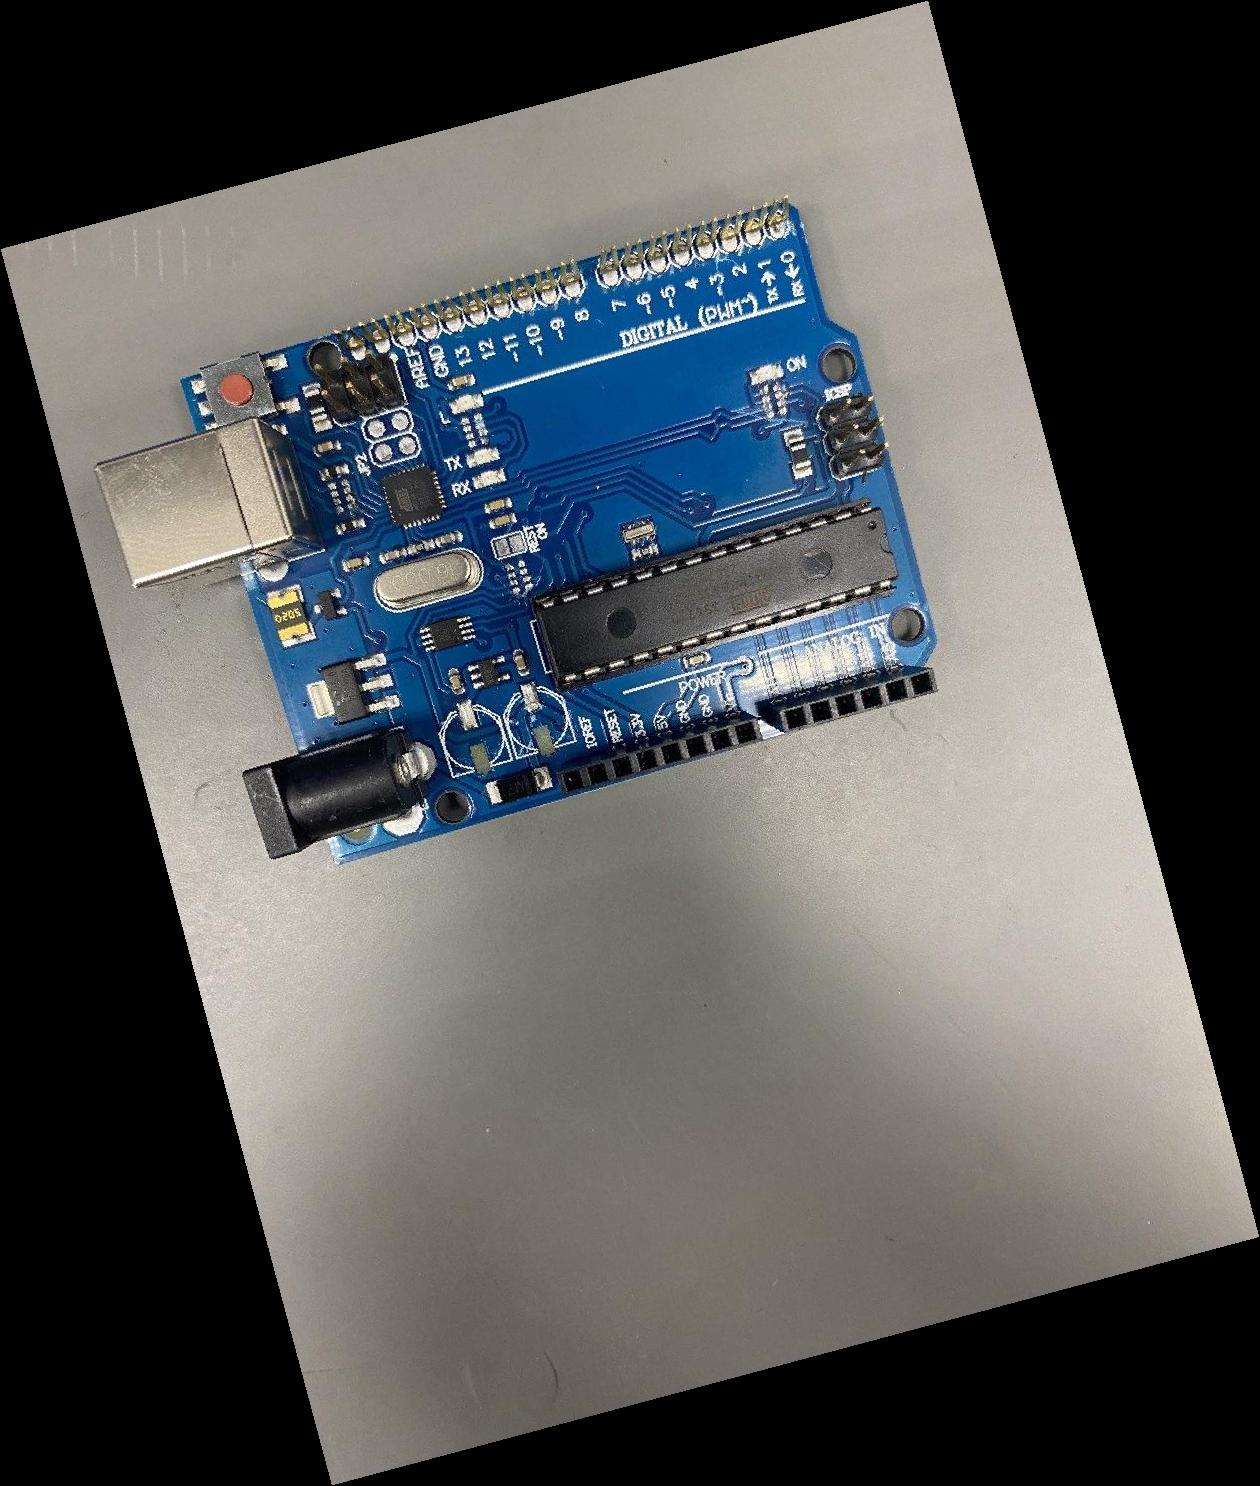 AREF
GND
13
12
~11
~10
~9
8
7
~6
~5
4
~3
2
TX→1
RX←0
DIGITAL (PWM~)
ON
ICSP
JP2
TX
RX
ANALOG IN
POWER
IOREF
RESET
3.3V
5V
GND
GND